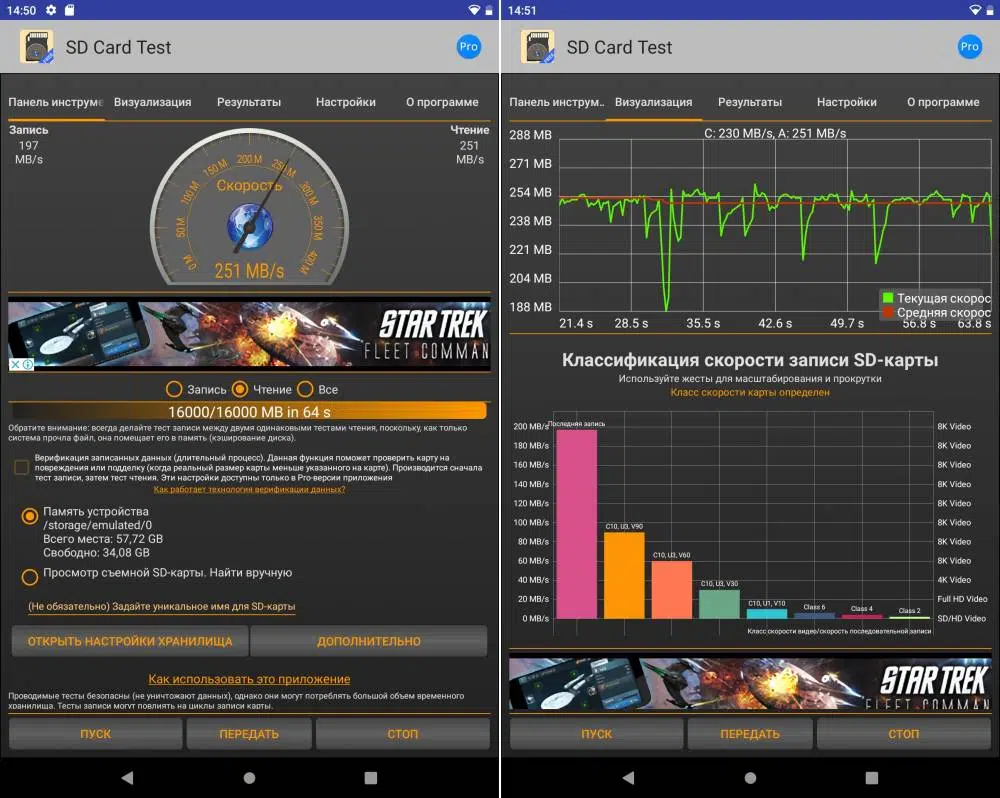 14:50
SD Card Test
Pro
Панель инструме
Визуализация
Результаты
Настройки
О программе
Запись
197
MB/s
Чтение
251
MB/s
0 M
50 M
100 M
150 M
200 M
250 M
300 M
350 M
400 M
Скорость
251 MB/s
STAR TREK
FLEET COMMAN
Запись
Чтение
Все
16000/16000 MB in 64 s
Обратите внимание: всегда делайте тест записи между двумя одинаковыми тестами чтения, поскольку, как только
система прочла файл, она помещает его в память (кэширование диска).
Верификация записанных данных (длительный процесс). Данная функция поможет проверить карту на
повреждения или подделку (когда реальный размер карты меньше указанного на карте). Производится сначала
тест записи, затем тест чтения. Эти настройки доступны только в Pro-версии приложения
Как работает технология верификации данных?
Память устройства
/storage/emulated/0
Всего места: 57,72 GB
Свободно: 34,08 GB
Просмотр съемной SD-карты. Найти вручную
(Не обязательно) Задайте уникальное имя для SD-карты
ОТКРЫТЬ НАСТРОЙКИ ХРАНИЛИЩА
ДОПОЛНИТЕЛЬНО
Как использовать это приложение
Проводимые тесты безопасны (не уничтожают данных), однако они могут потреблять большой объем временного
хранилища. Тесты записи могут повлиять на циклы записи карты.
ПУСК
ПЕРЕДАТЬ
СТОП
14:51
SD Card Test
Pro
Панель инструм..
Визуализация
Результаты
Настройки
О программе
C: 230 MB/s, A: 251 MB/s
288 MB
271 MB
254 MB
238 MB
221 MB
204 MB
188 MB
Текущая скорос
Средняя скорос
21.4 s
28.5 s
35.5 s
42.6 s
49.7 s
56.8 s
63.8 s
Классификация скорости записи SD-карты
Используйте жесты для масштабирования и прокрутки
Класс скорости карты определен
200 MB/s
180 MB/s
160 MB/s
140 MB/s
120 MB/s
100 MB/s
80 MB/s
60 MB/s
40 MB/s
20 MB/s
0 MB/s
Последняя запись
C10, U3, V90
C10, U3, V60
C10, U3, V30
C10, U1, V10
Class 6
Class 4
Class 2
8K Video
8K Video
8K Video
8K Video
8K Video
8K Video
8K Video
8K Video
4K Video
Full HD Video
SD/HD Video
Класс скорости видео/скорость последовательной записи
STAR TREK
FLEET COMMAN
ПУСК
ПЕРЕДАТЬ
СТОП